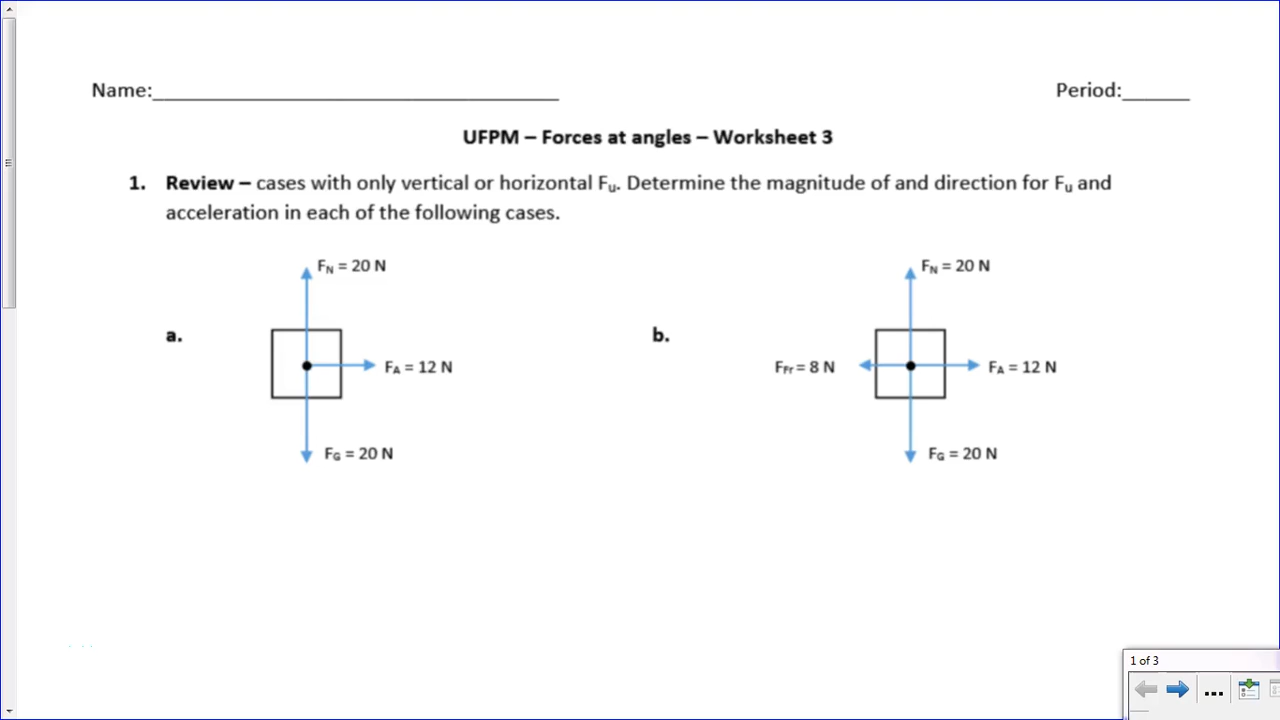 Name:____________________________________ Period:______
UFPM – Forces at angles – Worksheet 3
1. Review – cases with only vertical or horizontal Fu. Determine the magnitude of and direction for Fu and
acceleration in each of the following cases.
FN = 20 N
a.
FA = 12 N
FG = 20 N
FN = 20 N
b.
FFr = 8 N
FA = 12 N
FG = 20 N
1 of 3
...